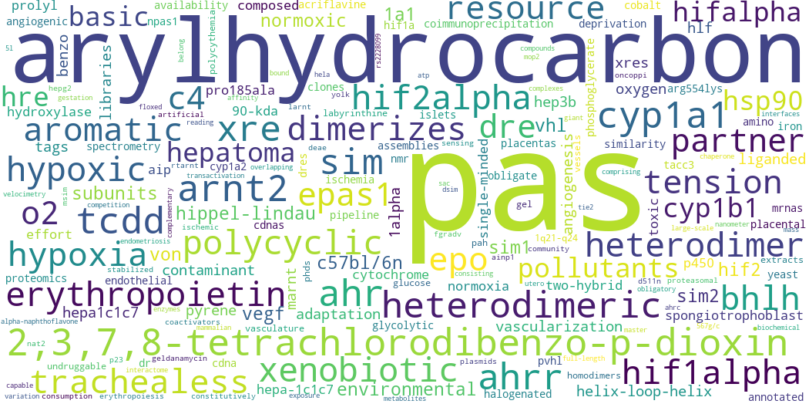 prolyl availability composed acriflavine cobalt hifalpha
angiogenic npas1 1a1 resource
basic normoxic coimmunoprecipitation deprivation hlf
arylhydrocarbon
benzo libraries polycythemia hif1a rs2228099 xres
51 belong mop2 compounds oncoppi
hre c4 pro185ala clones hif2alpha hep3b phosphoglycerate oxygen arg554lys hsp90
hepg2 gestation floxed artificial affinity bound hela yolk atp larnt complexes giant interfaces
hydroxylase 90-kda labyrinthine islets cyp1a1 amino iron
aromatic xre dimerizes dre vhl partner
tags spectrometry reading deae assemblies placentas similarity
hepatoma sensing nmr tacc3 liganded
hypoxic aip cyp1a2 overlapping dres ischemia sim obligate chaperone
rtarnt transactivation single-minded angiogenesis vessels comprising
subunits arnt2 epas1 pas tension
velocimetry msim competition complementary pipeline sac dsim gel tie2 toxic cyp1b1 mrnas
o2 tcdd hippel-lindau 1alpha sim1 1q21-q24 large-scale nanometer placental mass
effort cdnas fgradv
endometriosis ischemic pah community heterodimer
hypoxia von polycyclic c57bl/6n epo pollutants p450 hif2 extracts
proteomics stabilized contaminant phds cytochrome ainp1 consisting yeast
endothelial marnt glucose normoxia utero two-hybrid d511n proteasomal obligatory
erythropoietin ahr heterodimeric sim2 bhlh
hepa1c1c7 pyrene vegf adaptation ahrc spongiotrophoblast
alpha-naphthoflavone enzymes coactivators vasculature glycolytic vascularization master biochemical
nat2 mammalian
2,3,7,8-tetrachlorodibenzo-p-dioxin
p23 geldanamycin dr cdna pvhl plasmids full-length
undruggable interactome homodimers
trachealess xenobiotic ahrr hif1alpha
capable hepa-1c1c7 environmental halogenated helix-loop-helix
variation consumption erythropoiesis constitutively exposure metabolites annotated